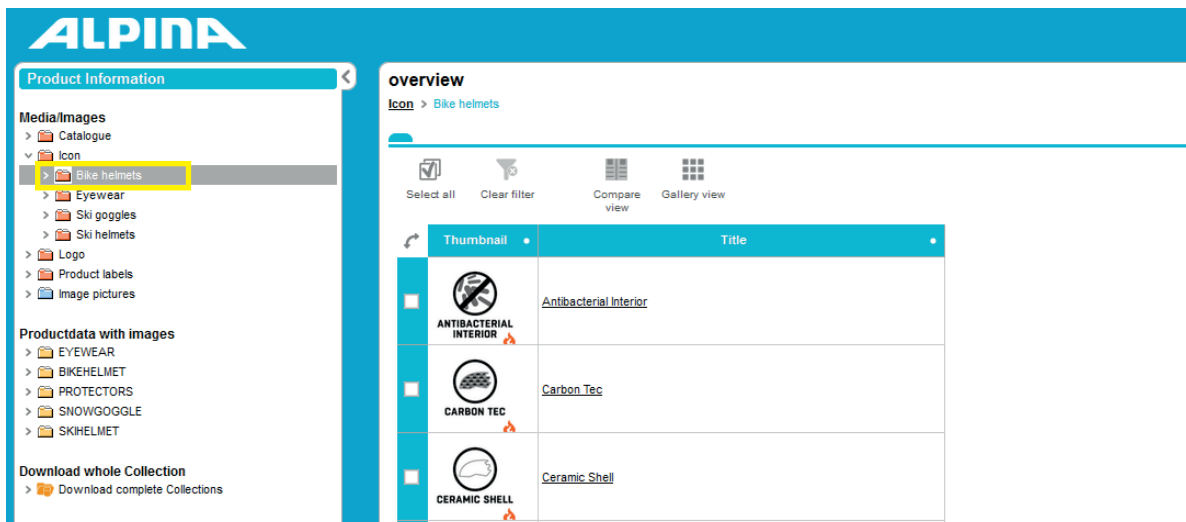 ALPINA
Product Information
Media/Images
Catalogue
Icon
Bike helmets
Eyewear
Ski goggles
Ski helmets
Logo
Product labels
Image pictures
Productdata with images
EYEWEAR
BIKEHELMET
PROTECTORS
SNOWGOGGLE
SKIHELMET
Download whole Collection
Download complete Collections
overview
Icon > Bike helmets
Select all
Clear filter
Compare
view
Gallery view
Thumbnail
Title
ANTIBACTERIAL
INTERIOR
Antibacterial Interior
CARBON TEC
Carbon Tec
CERAMIC SHELL
Ceramic Shell